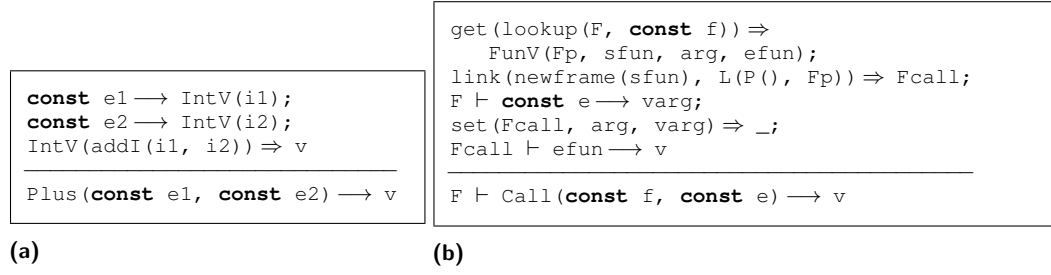 const e1 ⟶ IntV(i1);
const e2 ⟶ IntV(i2);
IntV(addI(i1, i2)) ⇒ v
Plus(const e1, const e2) ⟶ v
(a)
get(lookup(F, const f)) ⇒
FunV(Fp, sfun, arg, efun);
link(newframe(sfun), L(P(), Fp)) ⇒ Fcall;
F ⊢ const e ⟶ varg;
set(Fcall, arg, varg) ⇒ _;
Fcall ⊢ efun ⟶ v
F ⊢ Call(const f, const e) ⟶ v
(b)